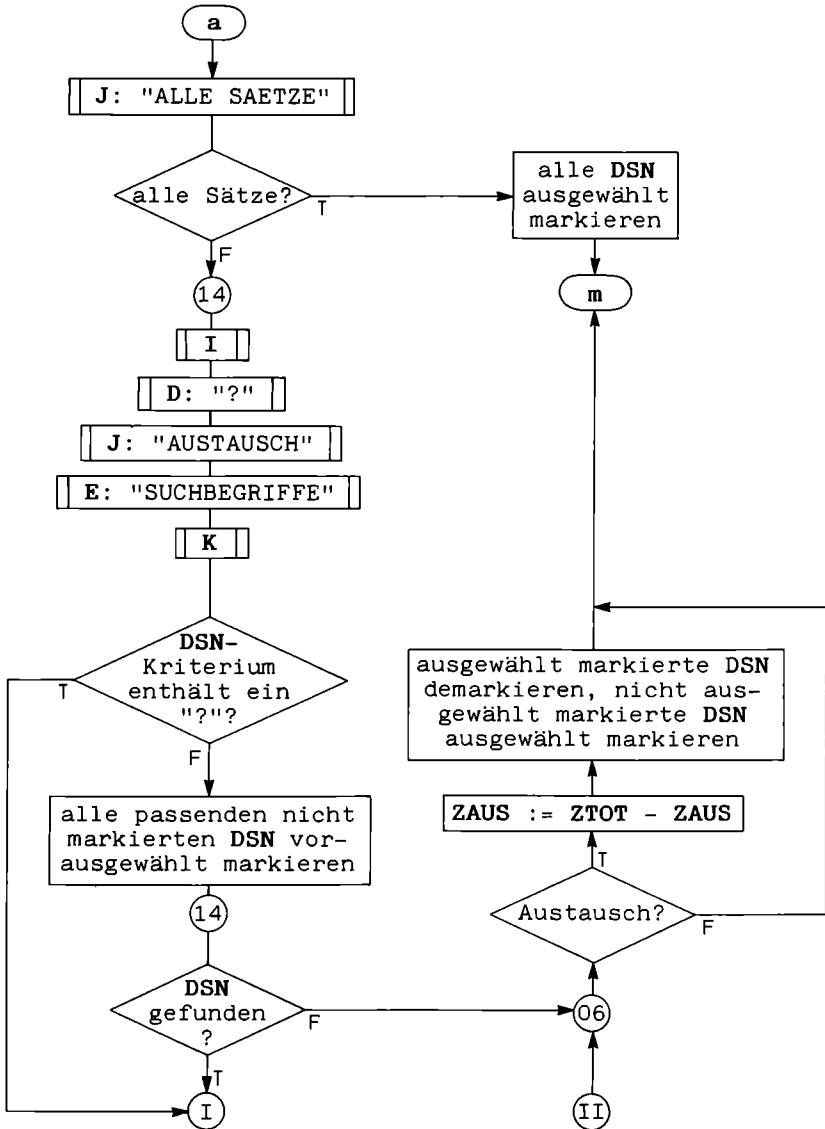 a
J: "ALLE SAETZE"
alle Sätze?
T
F
alle DSN
ausgewählt
markieren
m
14
I
D: "?"
J: "AUSTAUSCH"
E: "SUCHBEGRIFFE"
K
DSN-
Kriterium
enthält ein
"?"?
T
F
alle passenden nicht
markierten DSN vor-
ausgewählt markieren
14
DSN
gefunden
?
F
T
I
ausgewählt markierte DSN
demarkieren, nicht aus-
gewählt markierte DSN
ausgewählt markieren
ZAUS := ZTOT - ZAUS
T
Austausch?
F
06
II